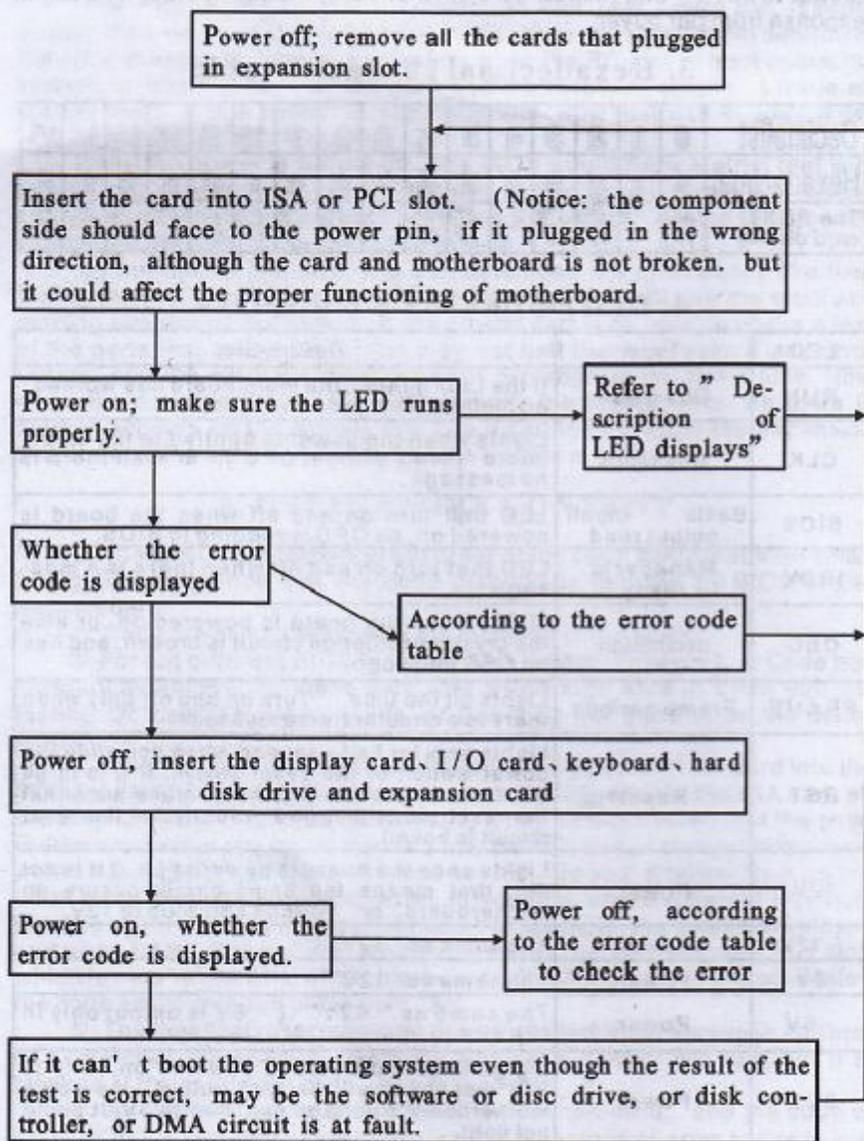 Power off; remove all the cards that plugged
in expansion slot.
Insert the card into ISA or PCI slot. (Notice: the component
side should face to the power pin, if it plugged in the wrong
direction, although the card and motherboard is not broken. but
it could affect the proper functioning of motherboard.
Power on; make sure the LED runs
properly.
Refer to ” De-
scription of
LED displays”
Whether the error
code is displayed
According to the error code
table
Power off, insert the display card、I/O card、keyboard、hard
disk drive and expansion card
Power on, whether the
error code is displayed.
Power off, according
to the error code table
to check the error
If it can' t boot the operating system even though the result of the
test is correct, may be the software or disc drive, or disk con-
troller, or DMA circuit is at fault.